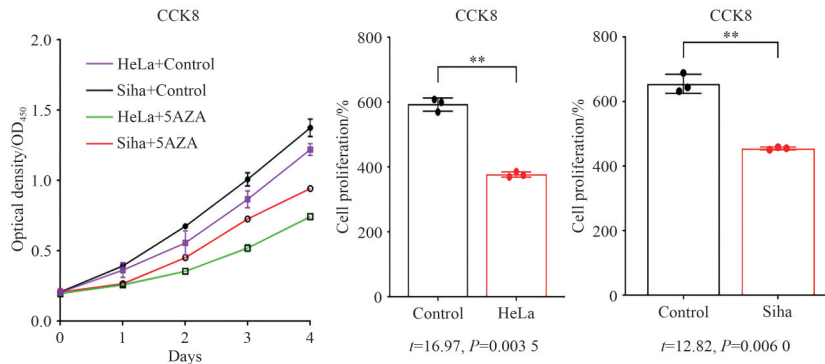 CCK8
Optical density/OD450
2.0
1.5
1.0
0.5
0.0
HeLa+Control
Siha+Control
HeLa+5AZA
Siha+5AZA
0 1 2 3 4
Days
CCK8
Cell proliferation/%
800
600
400
200
0
**
Control HeLa
t=16.97, P=0.003 5
CCK8
Cell proliferation/%
800
600
400
600
0
**
Control Siha
t=12.82, P=0.006 0